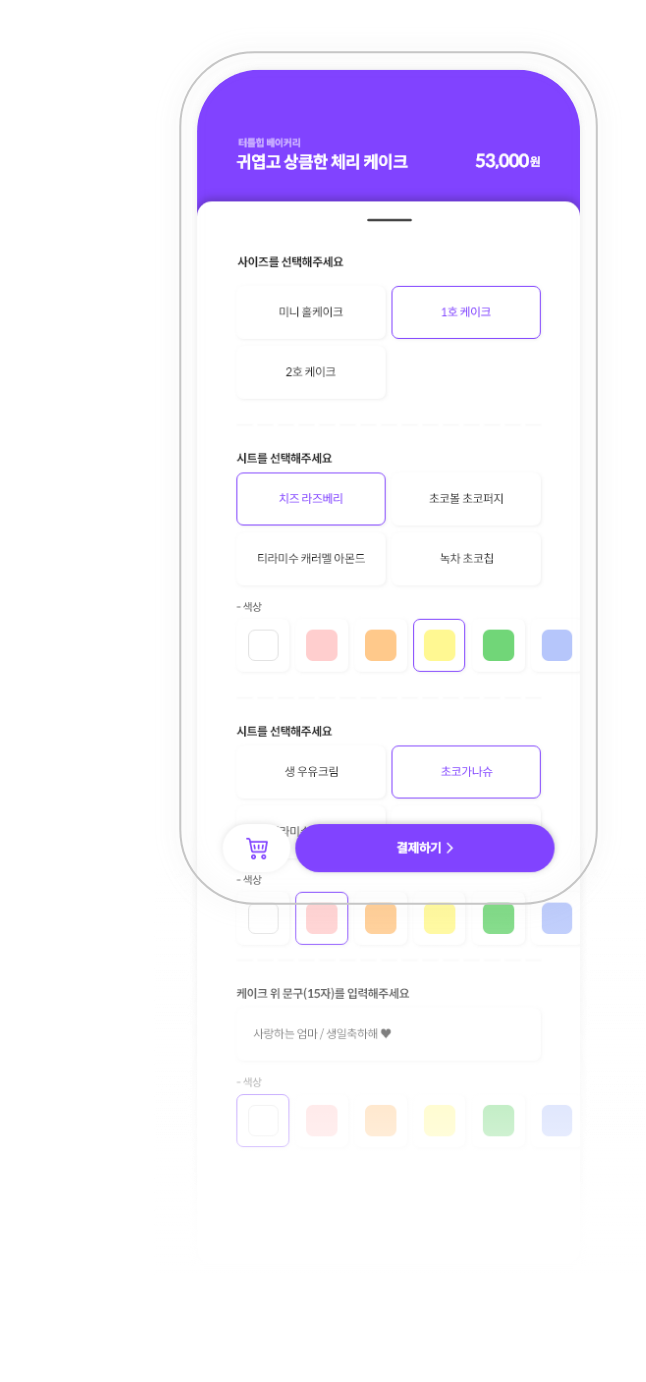 터틀힙 베이커리
귀엽고 상큼한 체리 케이크
53,000원
사이즈를 선택해주세요
미니 홀케이크
1호 케이크
2호 케이크
시트를 선택해주세요
치즈 라즈베리
초코볼 초코퍼지
티라미수 캐러멜 아몬드
녹차 초코칩
- 색상
시트를 선택해주세요
생 우유크림
초코가나슈
결제하기 >
- 색상
케이크 위 문구(15자)를 입력해주세요
사랑하는 엄마 / 생일축하해 ♥
- 색상